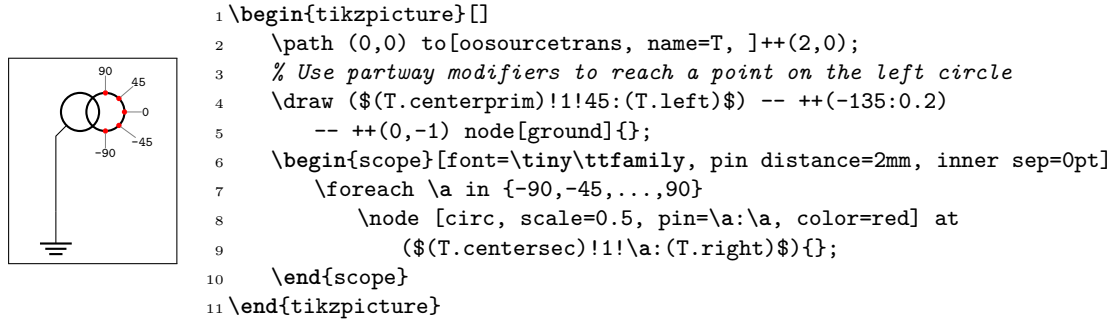 90
45
0
−45
−90
1 \begin{tikzpicture}[]
2 \path (0,0) to[oosourcetrans, name=T, ]++(2,0);
3 % Use partway modifiers to reach a point on the left circle
4 \draw ($(T.centerprim)!1!45:(T.left)$) -- ++(-135:0.2)
5 -- ++(0,-1) node[ground]{};
6 \begin{scope}[font=\tiny\ttfamily, pin distance=2mm, inner sep=0pt]
7 \foreach \a in {-90,-45,...,90}
8 \node [circ, scale=0.5, pin=\a:\a, color=red] at
9 ($(T.centersec)!1!\a:(T.right)$){};
10 \end{scope}
11 \end{tikzpicture}